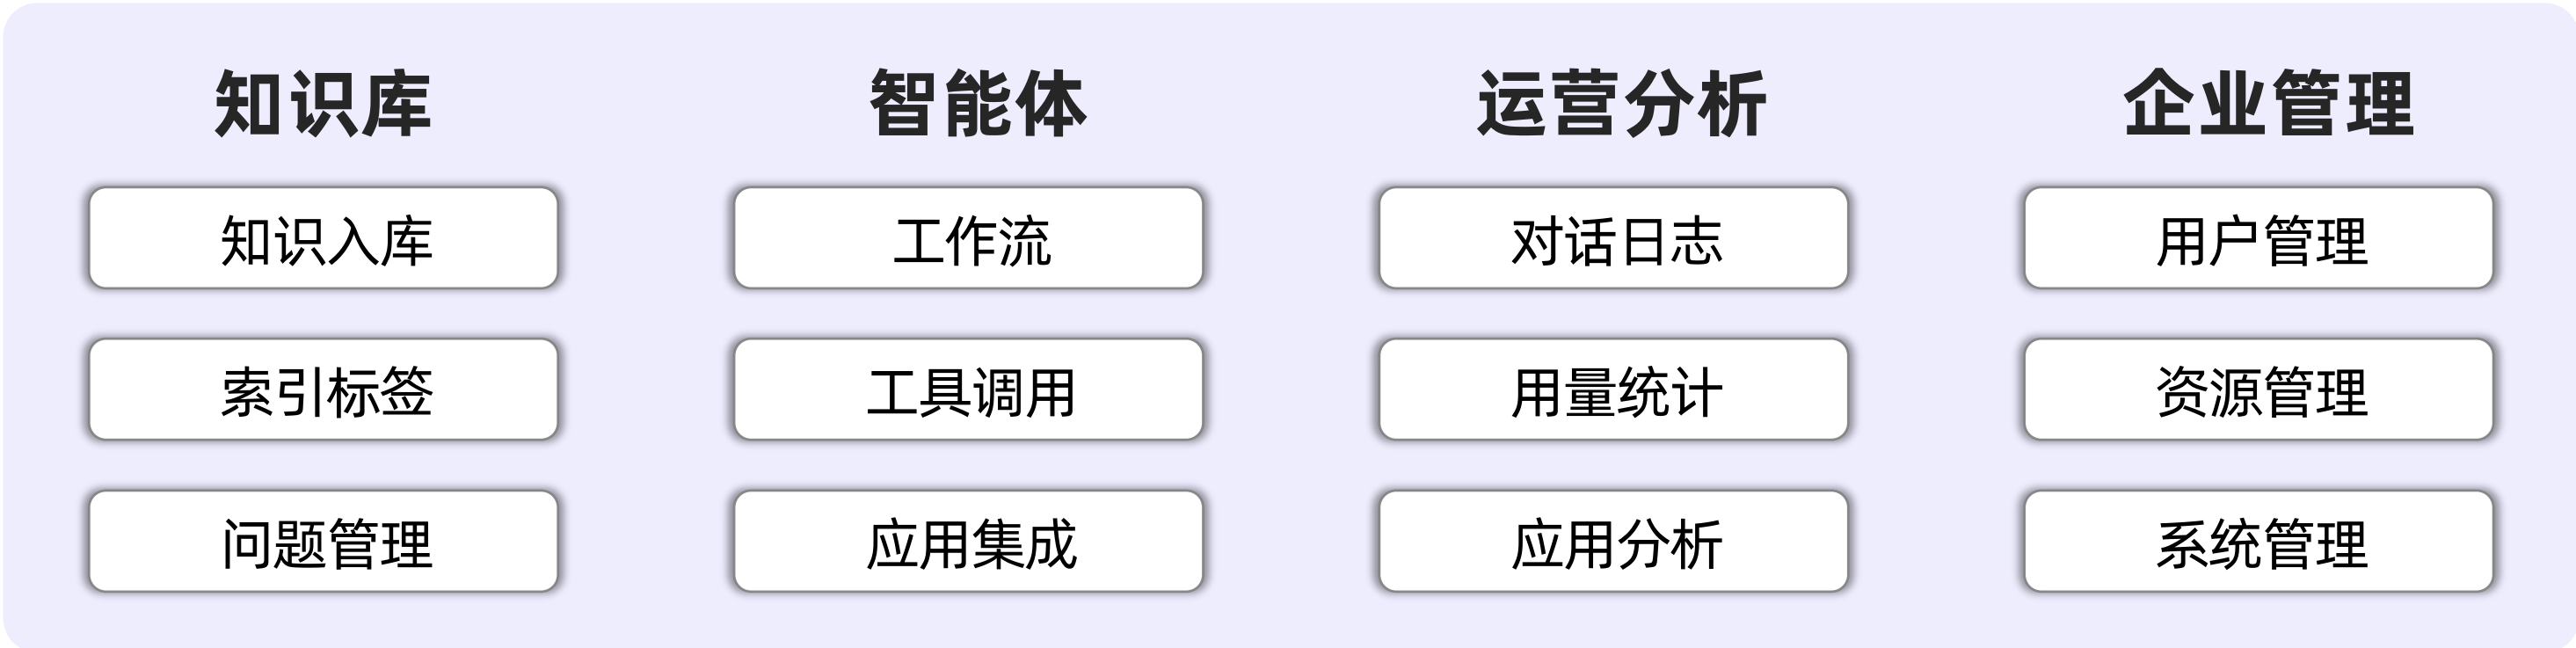 知识库
知识入库
索引标签
问题管理
智能体
工作流
工具调用
应用集成
运营分析
对话日志
用量统计
应用分析
企业管理
用户管理
资源管理
系统管理